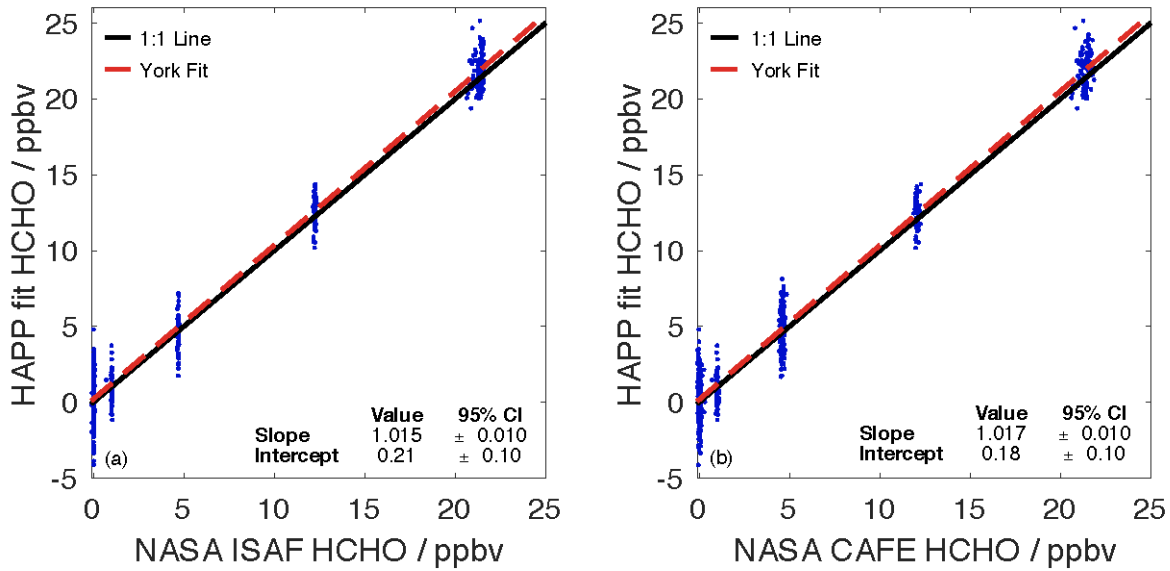 25
20
15
10
5
0
-5
HAPP fit HCHO / ppbv
1:1 Line
York Fit
Value 95% CI
Slope 1.015 ± 0.010
Intercept 0.21 ± 0.10
(a)
0 5 10 15 20 25
NASA ISAF HCHO / ppbv
25
20
15
10
5
0
-5
HAPP fit HCHO / ppbv
1:1 Line
York Fit
Value 95% CI
Slope 1.017 ± 0.010
Intercept 0.18 ± 0.10
(b)
0 5 10 15 20 25
NASA CAFE HCHO / ppbv